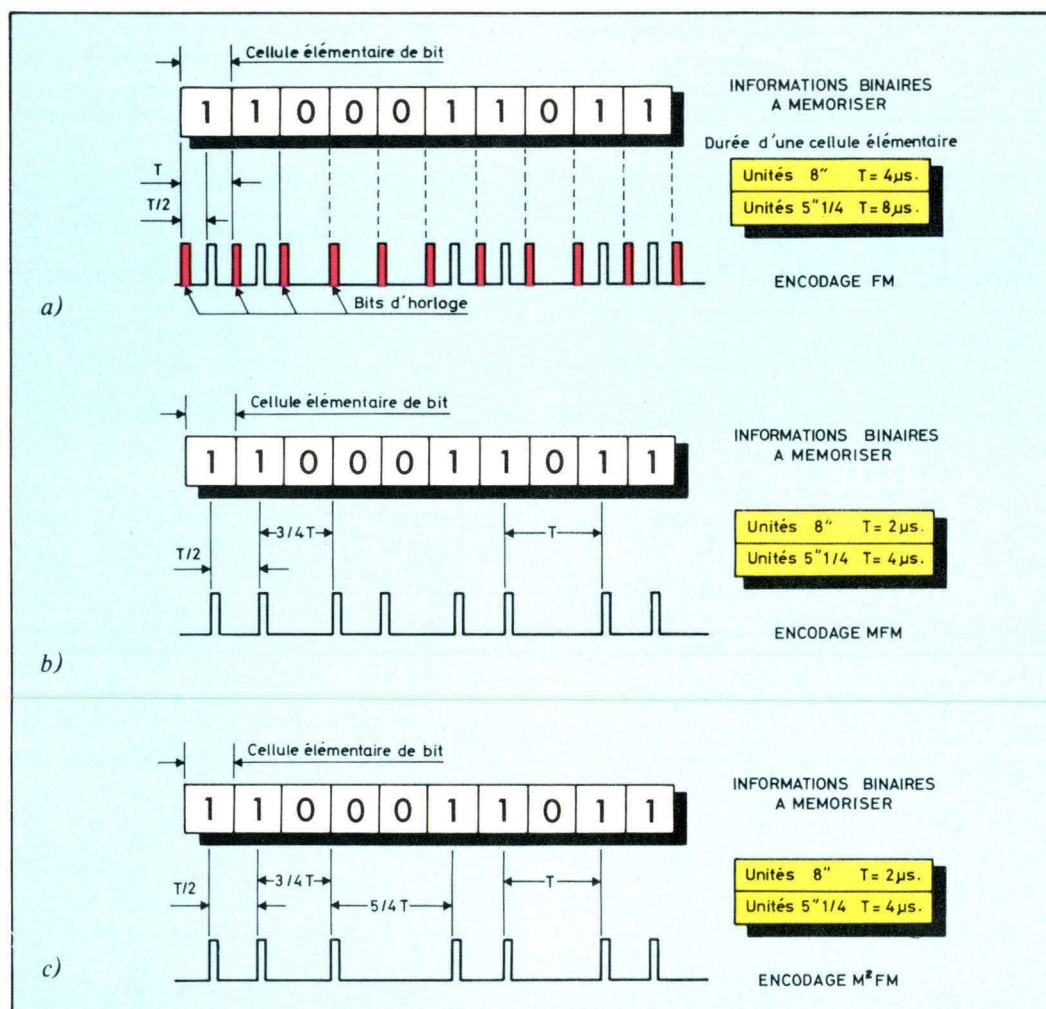 Cellule élémentaire de bit
1 1 0 0 0 1 1 0 1 1
INFORMATIONS BINAIRES
A MEMORISER
Durée d'une cellule élémentaire
Unités 8" T = 4µs.
Unités 5"1/4 T = 8µs.
T
T/2
ENCODAGE FM
a)
Bits d'horloge
Cellule élémentaire de bit
1 1 0 0 0 1 1 0 1 1
INFORMATIONS BINAIRES
A MEMORISER
3/4 T
T
T/2
Unités 8" T = 2µs.
Unités 5"1/4 T = 4µs.
ENCODAGE MFM
b)
Cellule élémentaire de bit
1 1 0 0 0 1 1 0 1 1
INFORMATIONS BINAIRES
A MEMORISER
T/2
3/4 T
5/4 T
T
Unités 8" T = 2µs.
Unités 5"1/4 T = 4µs.
ENCODAGE M²FM
c)